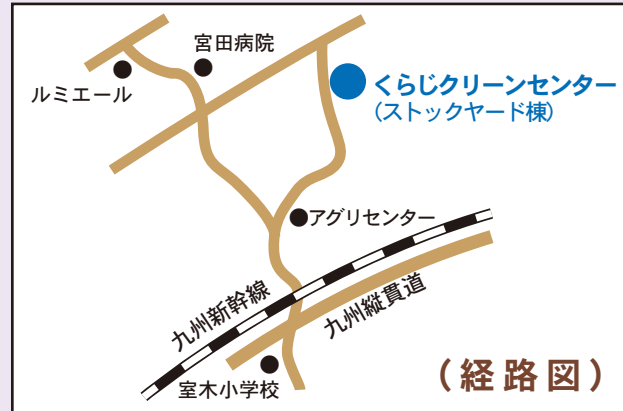 宮田病院
ルミエール
くらじクリーンセンター
(ストックヤード棟)
アグリセンター
九州新幹線
九州縦貫道
室木小学校
(経路図)